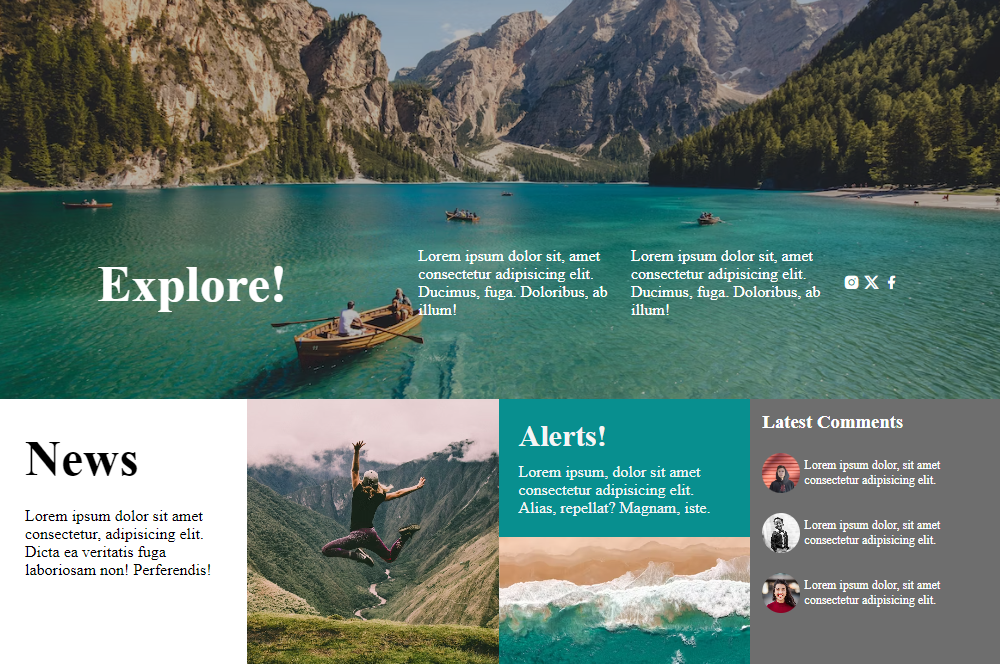 Explore!
Lorem ipsum dolor sit, amet
consectetur adipisicing elit.
Ducimus, fuga. Doloribus, ab
illum!
Lorem ipsum dolor sit, amet
consectetur adipisicing elit.
Ducimus, fuga. Doloribus, ab
illum!
News
Lorem ipsum dolor sit amet
consectetur, adipisicing elit.
Dicta ea veritatis fuga
laboriosam non! Perferendis!
Alerts!
Lorem ipsum, dolor sit amet
consectetur adipisicing elit.
Alias, repellat? Magnam, iste.
Latest Comments
Lorem ipsum dolor, sit amet
consectetur adipisicing elit.
Lorem ipsum dolor, sit amet
consectetur adipisicing elit.
Lorem ipsum dolor, sit amet
consectetur adipisicing elit.